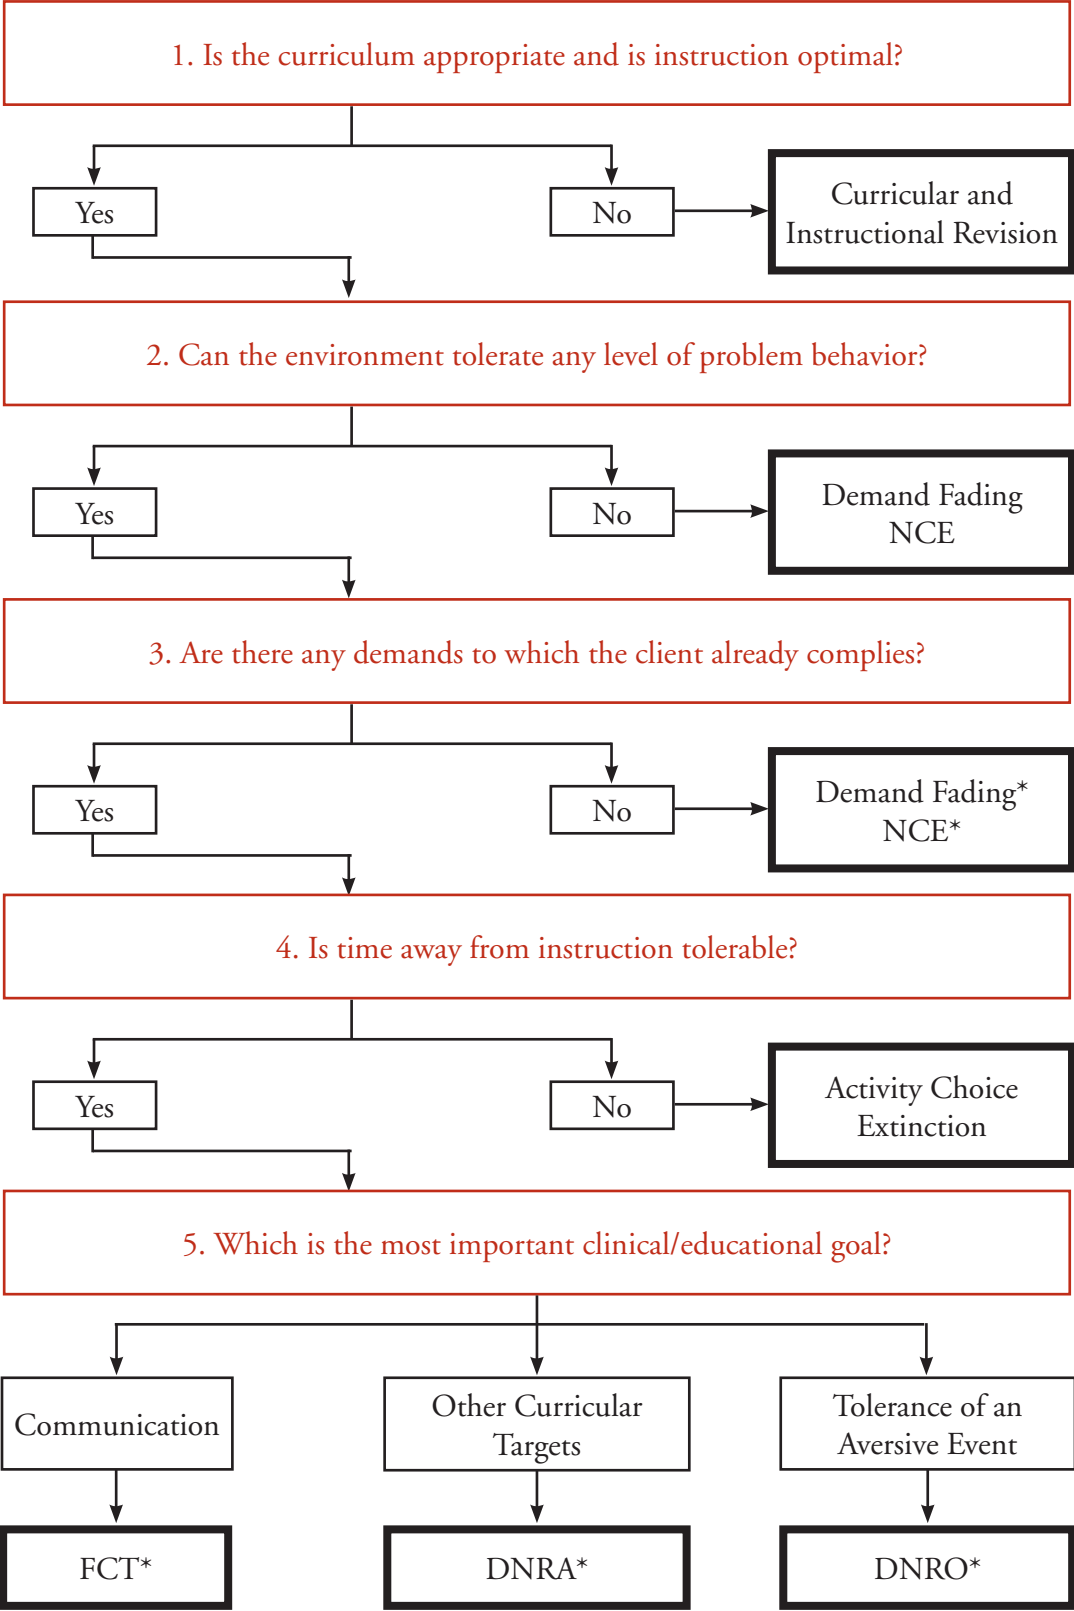 1. Is the curriculum appropriate and is instruction optimal?
Yes
No
Curricular and
Instructional Revision
2. Can the environment tolerate any level of problem behavior?
Yes
No
Demand Fading
NCE
3. Are there any demands to which the client already complies?
Yes
No
Demand Fading*
NCE*
4. Is time away from instruction tolerable?
Yes
No
Activity Choice
Extinction
5. Which is the most important clinical/educational goal?
Communication
Other Curricular
Targets
Tolerance of an
Aversive Event
FCT*
DNRA*
DNRO*